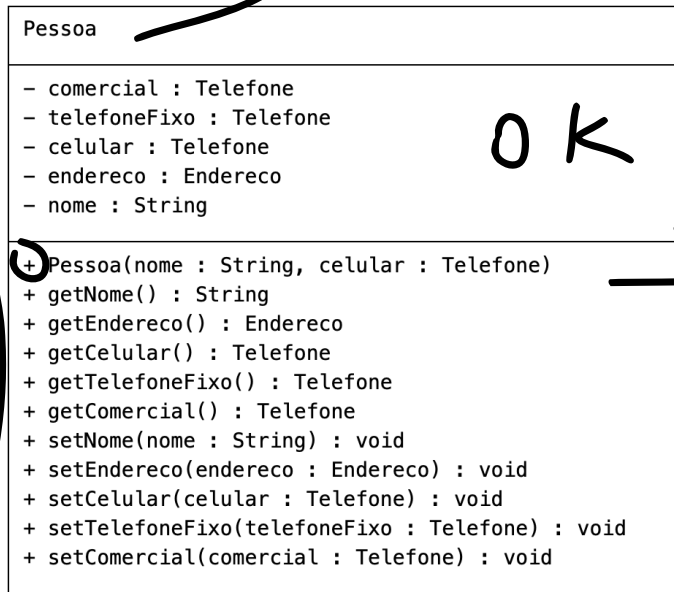 Pessoa
- comercial : Telefone
- telefoneFixo : Telefone
- celular : Telefone
- endereco : Endereco
- nome : String
OK
+ Pessoa(nome : String, celular : Telefone)
+ getNome() : String
+ getEndereco() : Endereco
+ getCelular() : Telefone
+ getTelefoneFixo() : Telefone
+ getComercial() : Telefone
+ setNome(nome : String) : void
+ setEndereco(endereco : Endereco) : void
+ setCelular(celular : Telefone) : void
+ setTelefoneFixo(telefoneFixo : Telefone) : void
+ setComercial(comercial : Telefone) : void